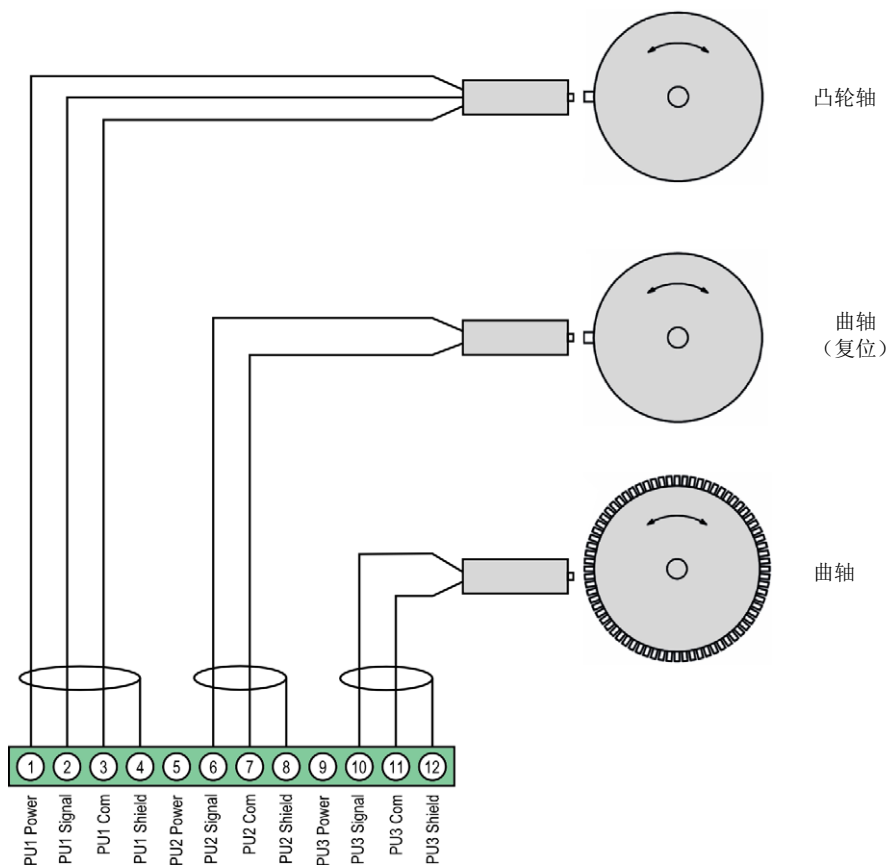 凸轮轴
曲轴
（复位）
曲轴
1 2 3 4 5 6 7 8 9 10 11 12
PU1 Power
PU1 Signal
PU1 Com
PU1 Shield
PU2 Power
PU2 Signal
PU2 Com
PU2 Shield
PU3 Power
PU3 Signal
PU3 Com
PU3 Shield